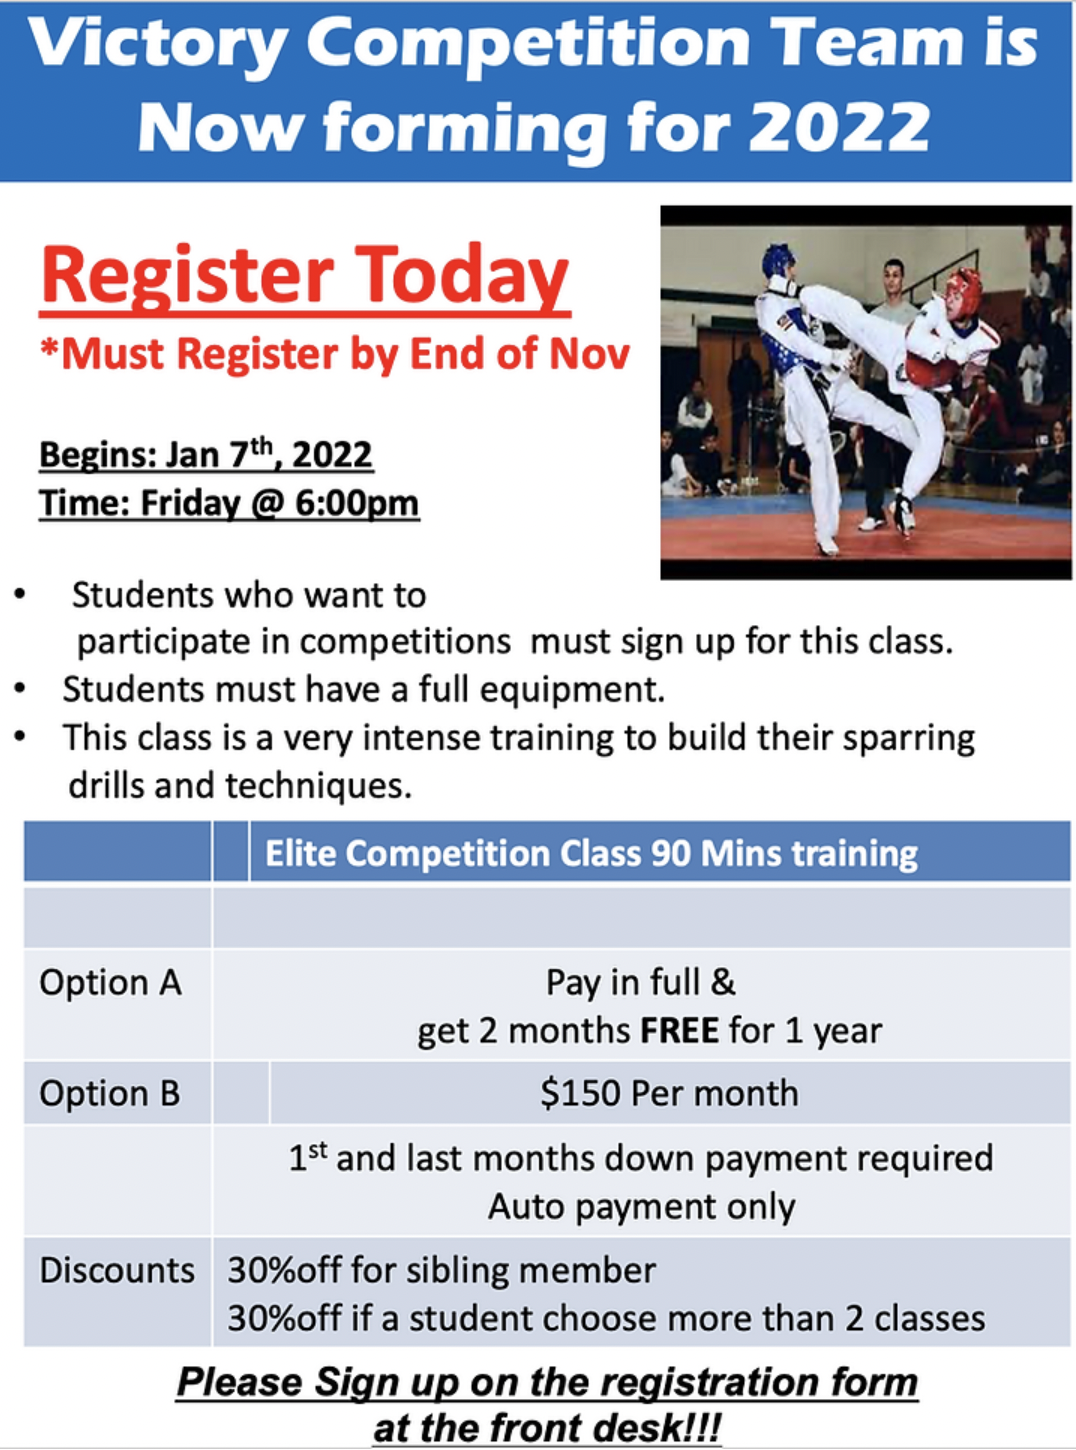 Victory Competition Team is
Now forming for 2022
Register Today
*Must Register by End of Nov
Begins: Jan 7th, 2022
Time: Friday @ 6:00pm
• Students who want to
participate in competitions must sign up for this class.
• Students must have a full equipment.
• This class is a very intense training to build their sparring
drills and techniques.
Elite Competition Class 90 Mins training
Option A
Pay in full &
get 2 months FREE for 1 year
Option B
$150 Per month
1st and last months down payment required
Auto payment only
Discounts
30%off for sibling member
30%off if a student choose more than 2 classes
Please Sign up on the registration form
at the front desk!!!